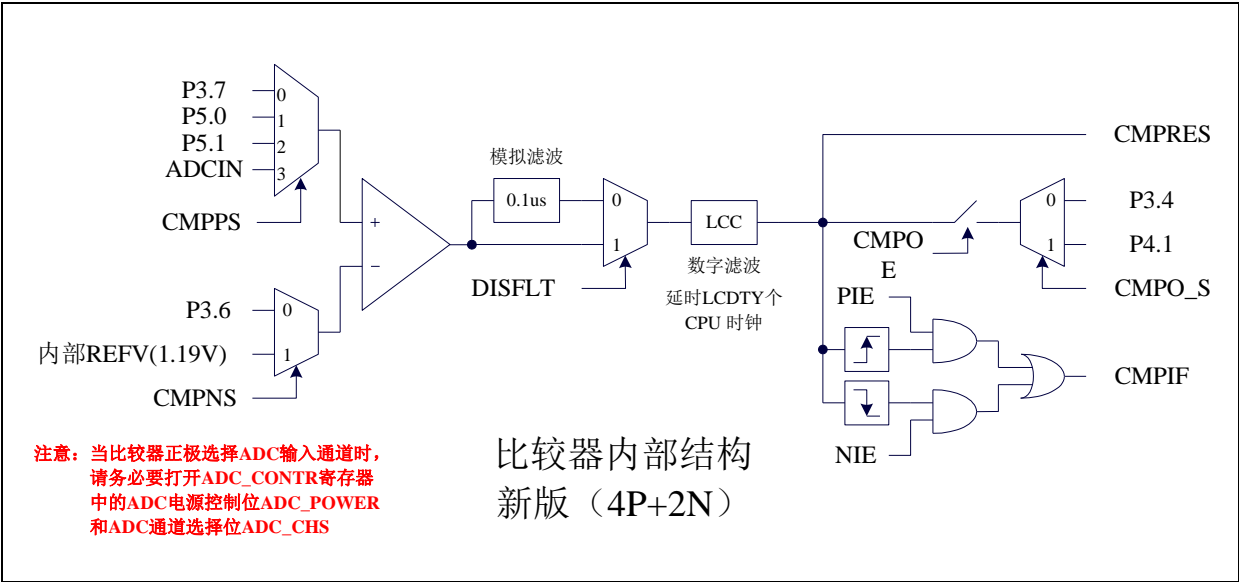 P3.7
0
P5.0
1
P5.1
2
ADCIN
3
CMPPS
+
−
P3.6
0
内部REFV(1.19V)
1
CMPNS
模拟滤波
0.1us
0
1
DISFLT
LCC
数字滤波
延时LCDTY个
CPU 时钟
CMPRES
CMPO
E
0
P3.4
1
P4.1
CMPO_S
PIE
CMPIF
NIE
注意：当比较器正极选择ADC输入通道时，
请务必要打开ADC_CONTR寄存器
中的ADC电源控制位ADC_POWER
和ADC通道选择位ADC_CHS
比较器内部结构
新版（4P+2N）